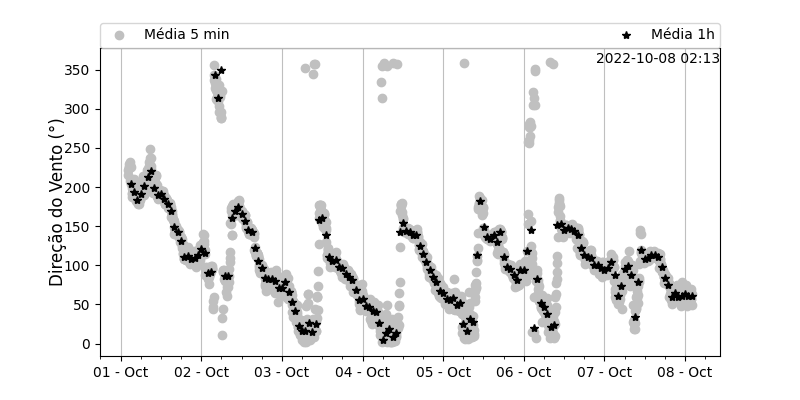 Média 5 min
Média 1h
2022-10-08 02:13
Direção do Vento (°)
350
300
250
200
150
100
50
0
01 - Oct
02 - Oct
03 - Oct
04 - Oct
05 - Oct
06 - Oct
07 - Oct
08 - Oct